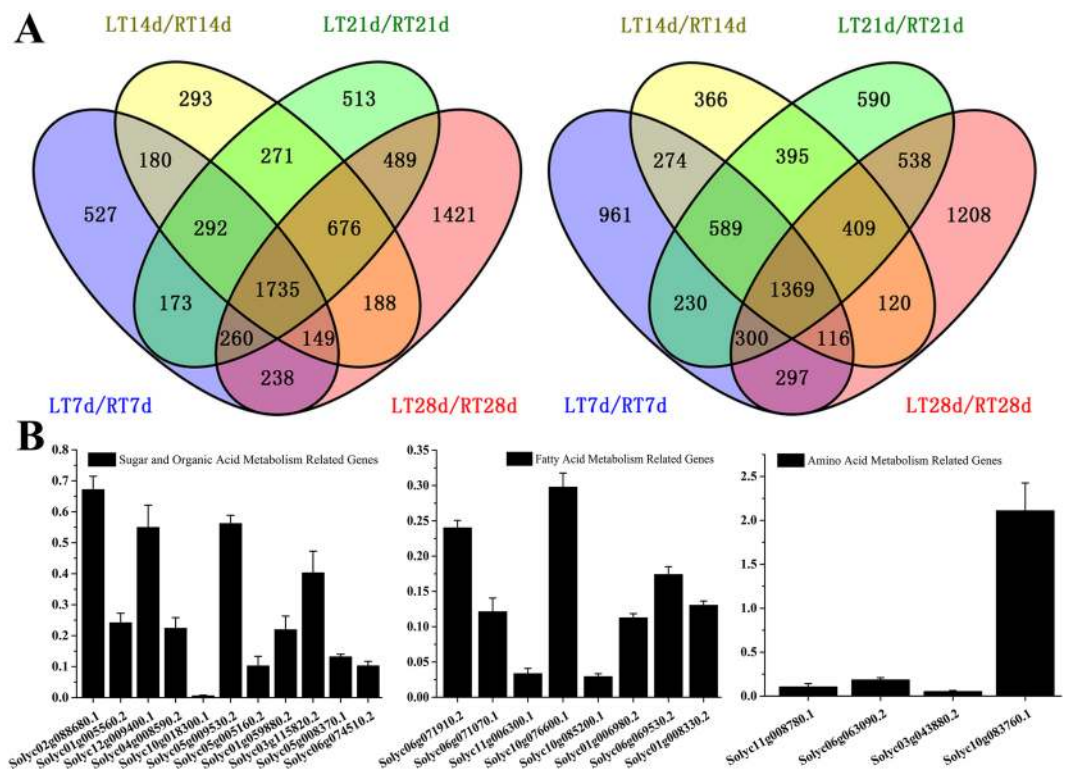 A
LT14d/RT14d
LT21d/RT21d
293
513
180
271
489
527
292
676
1421
173
1735
188
260
149
238
LT7d/RT7d
LT28d/RT28d
LT14d/RT14d
LT21d/RT21d
366
590
274
395
538
961
589
409
1208
230
1369
120
300
116
297
LT7d/RT7d
LT28d/RT28d
B
Sugar and Organic Acid Metabolism Related Genes
0.8
0.7
0.6
0.5
0.4
0.3
0.2
0.1
0.0
Solyc02g088680.1
Solyc01g005560.2
Solyc12g009400.1
Solyc04g008590.2
Solyc10g018300.1
Solyc05g009530.2
Solyc05g005160.2
Solyc01g059880.2
Solyc03g115820.2
Solyc05g008370.1
Solyc06g074510.2
Fatty Acid Metabolism Related Genes
0.35
0.30
0.25
0.20
0.15
0.10
0.05
0.00
Solyc06g071910.2
Solyc06g071070.1
Solyc11g006300.1
Solyc10g076600.1
Solyc10g085200.1
Solyc01g006980.2
Solyc06g069530.2
Solyc01g008330.2
Amino Acid Metabolism Related Genes
2.5
2.0
1.5
1.0
0.5
0.0
Solyc11g008780.1
Solyc06g063090.2
Solyc03g043880.2
Solyc10g083760.1